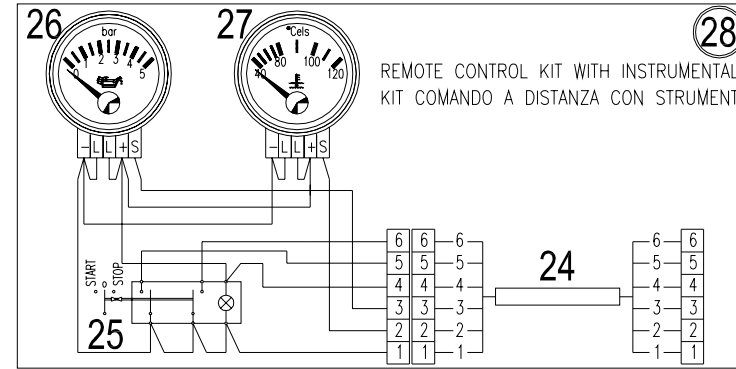 26
27
28
bar
0 1 2 3 4 5
°Cels
40 80 100 120
REMOTE CONTROL KIT WITH INSTRUMENTAL
KIT COMANDO A DISTANZA CON STRUMENT
- L L + S
- L L + S
START
0
STOP
25
24
6 6 6 6 6
5 5 5 5 5
4 4 4 4 4
3 3 3 3 3
2 2 2 2 2
1 1 1 1 1